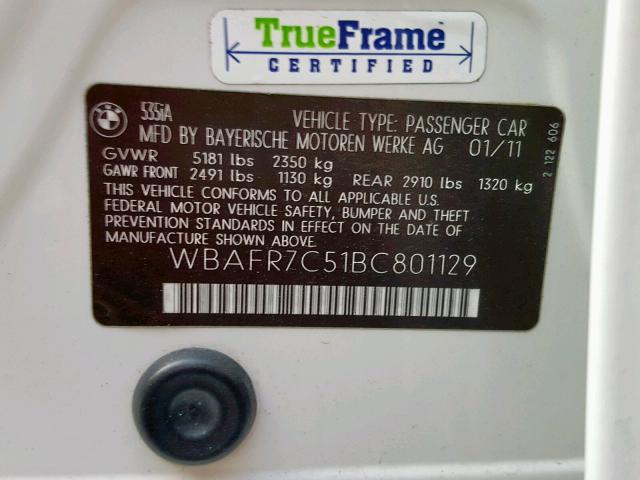 TrueFrame
CERTIFIED
BMW
535iA
VEHICLE TYPE: PASSENGER CAR
MFD BY BAYERISCHE MOTOREN WERKE AG 01/11
GVWR 5181 lbs 2350 kg
GAWR FRONT 2491 lbs 1130 kg REAR 2910 lbs 1320 kg
THIS VEHICLE CONFORMS TO ALL APPLICABLE U.S.
FEDERAL MOTOR VEHICLE SAFETY, BUMPER AND THEFT
PREVENTION STANDARDS IN EFFECT ON THE DATE
OF MANUFACTURE SHOWN ABOVE.
WBAFR7C51BC801129
2 122 606